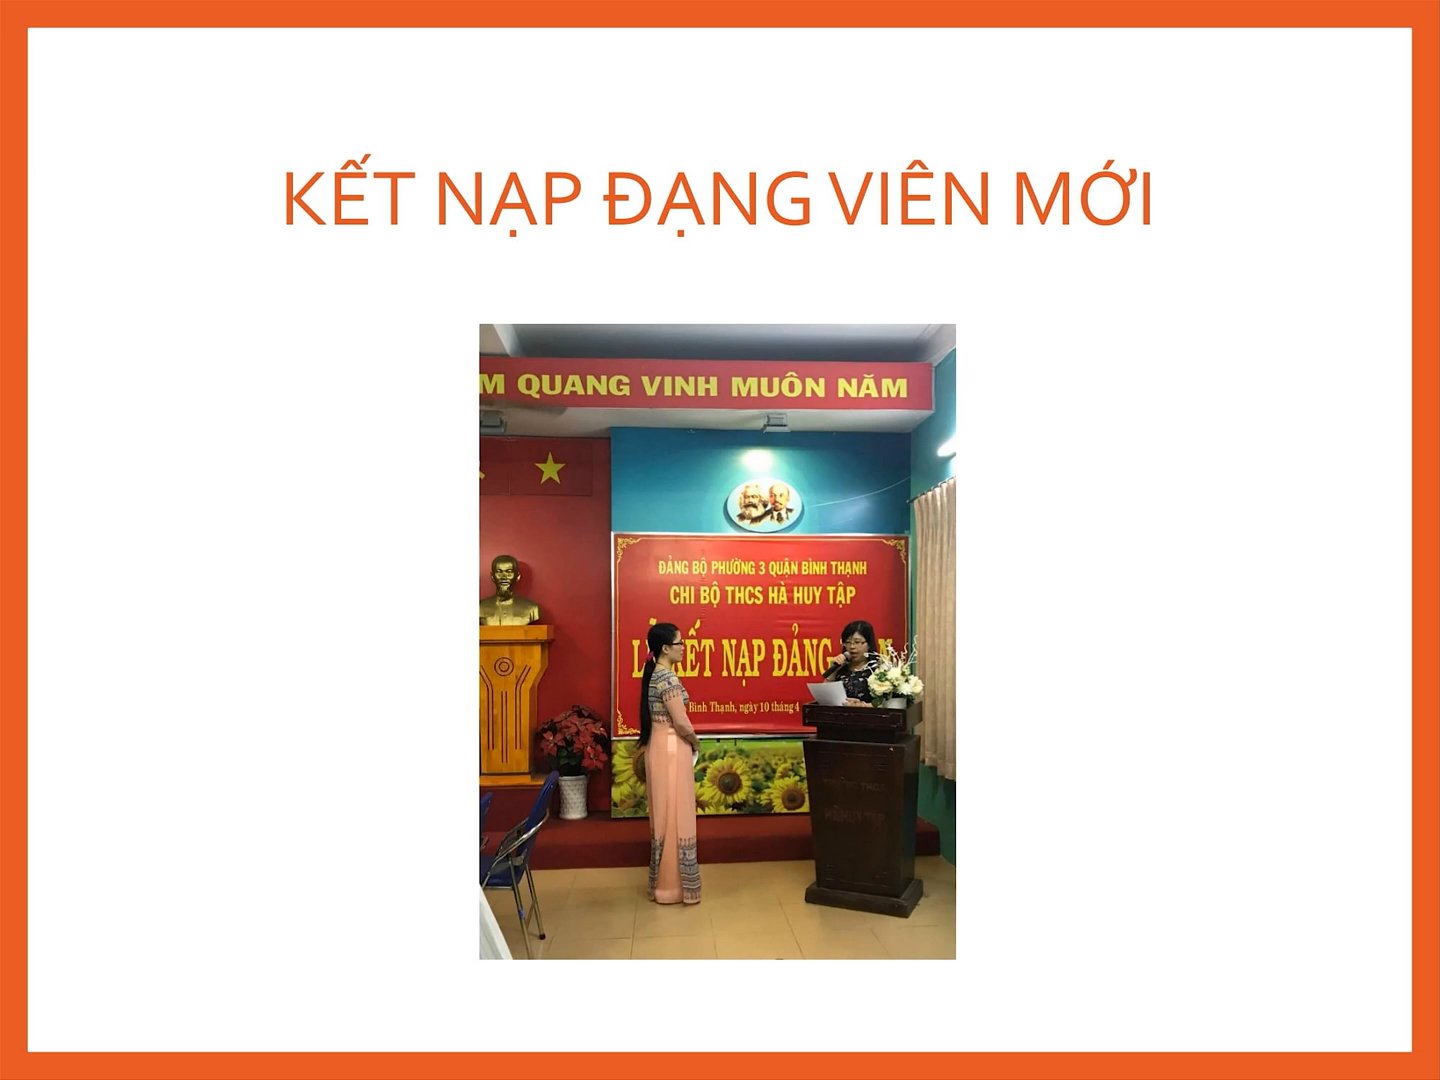 KẾT NẠP ĐẠNG VIÊN MỚI
M QUANG VINH MUÔN NĂM
ĐẢNG BỘ PHƯỜNG 3 QUẬN BÌNH THẠNH
CHI BỘ THCS HÀ HUY TẬP
KẾT NẠP ĐẢNG
Bình Thạnh, ngày 10 tháng 4